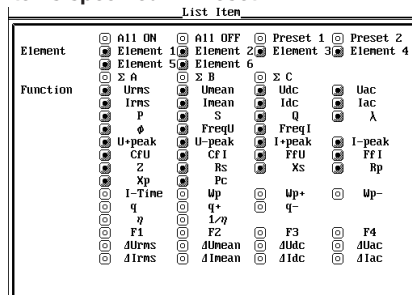 List Item
All ON All OFF Preset 1 Preset 2
Element Element 1 Element 2 Element 3 Element 4
Element 5 Element 6
Σ A Σ B Σ C
Function Urms Umean Udc Uac
Irms Imean Idc Iac
P S Q λ
ø FreqU FreqI
U+peak U-peak I+peak I-peak
CfU CfI FfU FfI
Z Rs Xs Rp
Xp Pc
I-Time Wp Wp+ Wp-
q q+ q-
η 1/η
F1 F2 F3 F4
ΔUrms ΔUmean ΔUdc ΔUac
ΔIrms ΔImean ΔIdc ΔIac